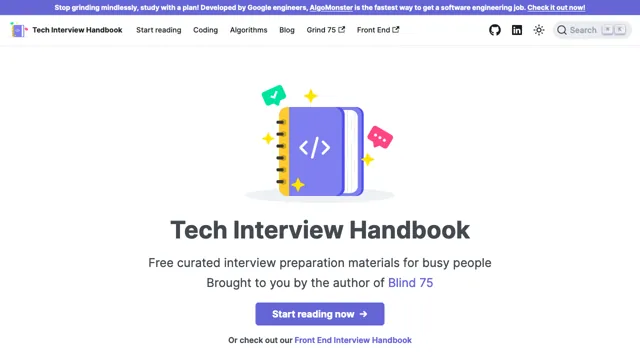 Stop grinding mindlessly, study with a plan! Developed by Google engineers, AlgoMonster is the fastest way to get a software engineering job. Check it out now!
Tech Interview Handbook Start reading Coding Algorithms Blog Grind 75 Front End Search ⌘ K
</>
Tech Interview Handbook
Free curated interview preparation materials for busy people
Brought to you by the author of Blind 75
Start reading now →
Or check out our Front End Interview Handbook